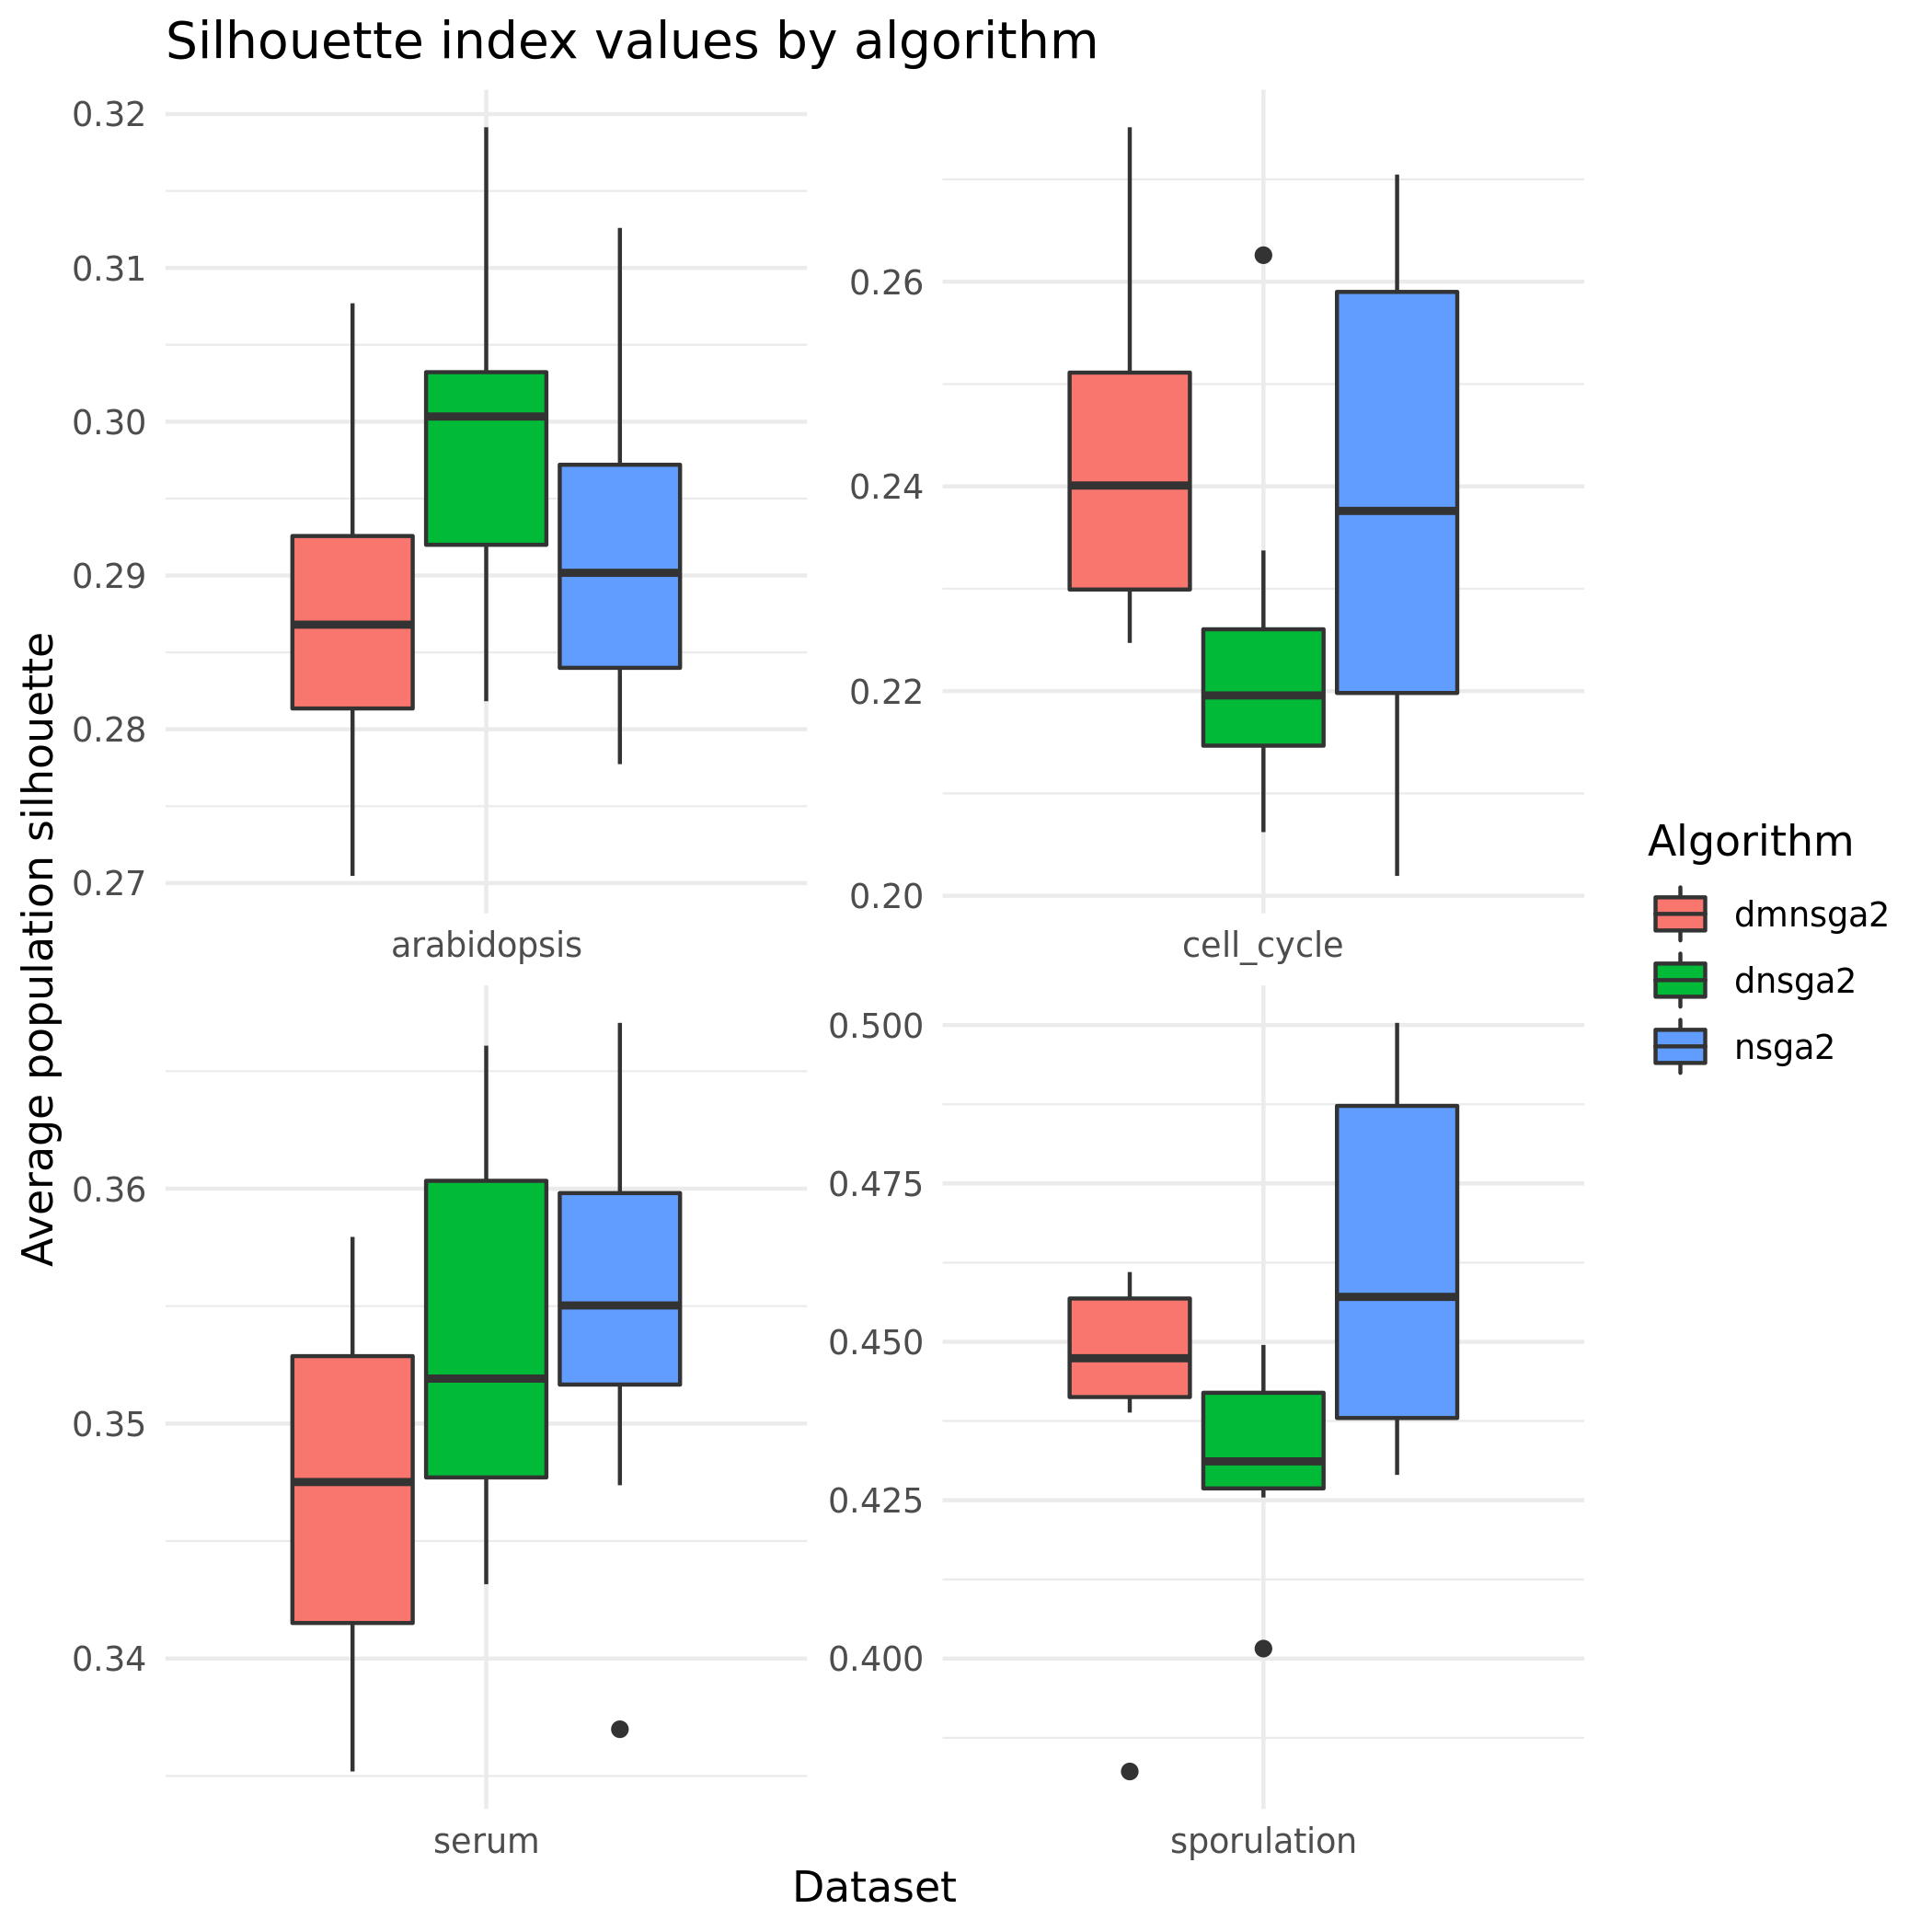 Silhouette index values by algorithm
Average population silhouette
0.32
0.31
0.30
0.29
0.28
0.27
arabidopsis
0.26
0.24
0.22
0.20
cell_cycle
0.36
0.35
0.34
serum
0.500
0.475
0.450
0.425
0.400
sporulation
Dataset
Algorithm
dmnsga2
dnsga2
nsga2